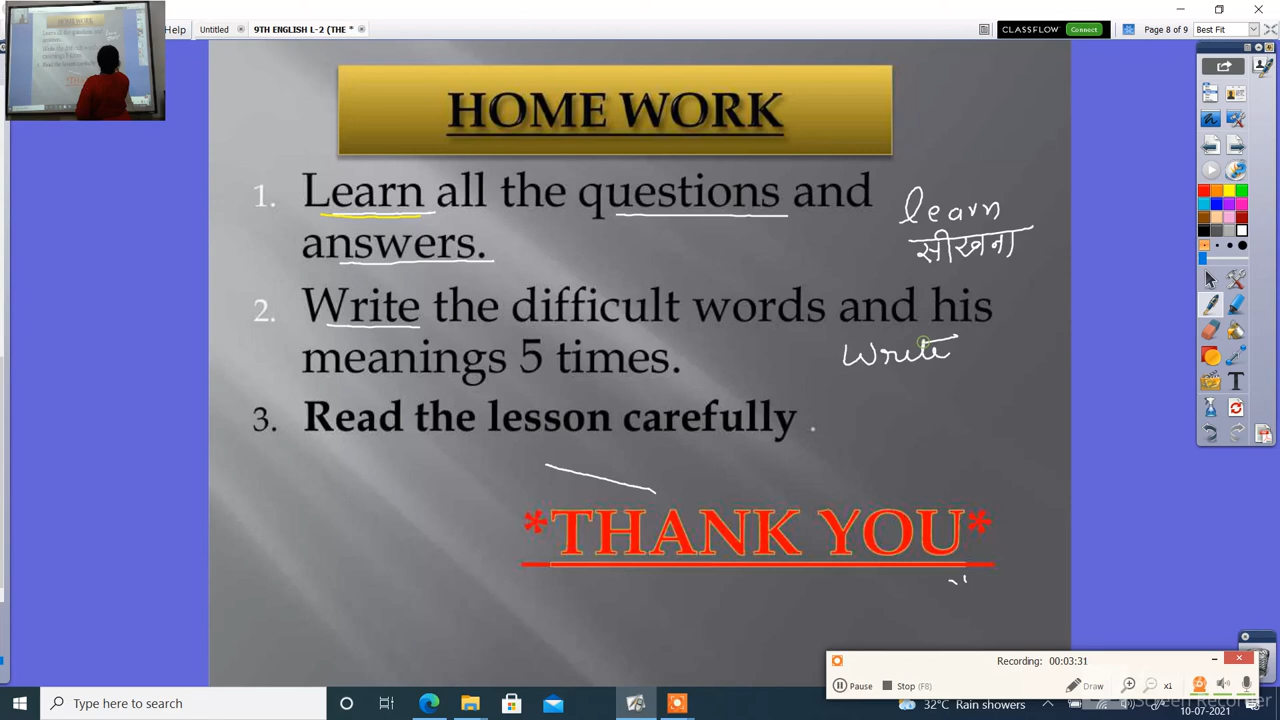 Help
Untitled
9TH ENGLISH L-2 (THE *
CLASSFLOW
Connect
Page 8 of 9
Best Fit
HOME WORK
1. Learn all the questions and
answers.
learn
सीखना
2. Write the difficult words and his
meanings 5 times.
Write
3. Read the lesson carefully .
*THANK YOU*
Recording: 00:03:31
Pause
Stop (F8)
Draw
x1
Type here to search
32°C Rain showers
10-07-2021